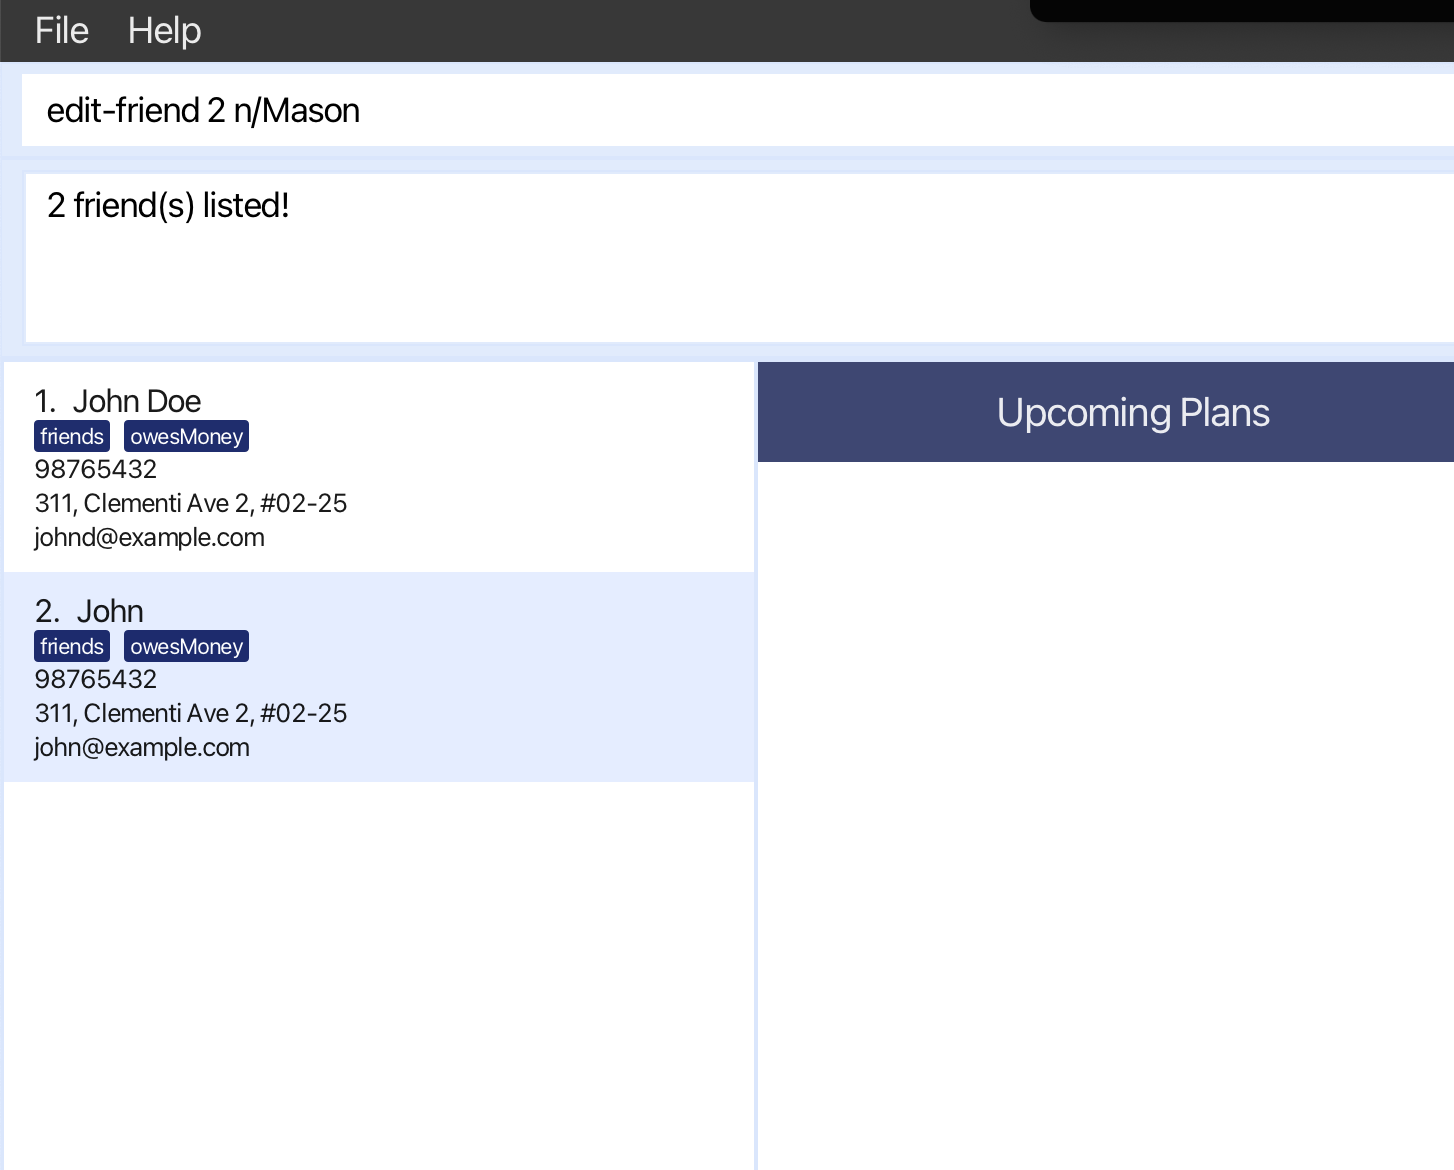 File Help
edit-friend 2 n/Mason
2 friend(s) listed!
1. John Doe
friends owesMoney
98765432
311, Clementi Ave 2, #02-25
johnd@example.com
2. John
friends owesMoney
98765432
311, Clementi Ave 2, #02-25
john@example.com
Upcoming Plans